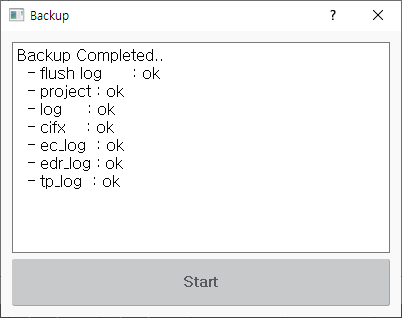 Backup
?
Backup Completed..
- flush log : ok
- project : ok
- log : ok
- cifx : ok
- ec_log : ok
- edr_log : ok
- tp_log : ok
Start